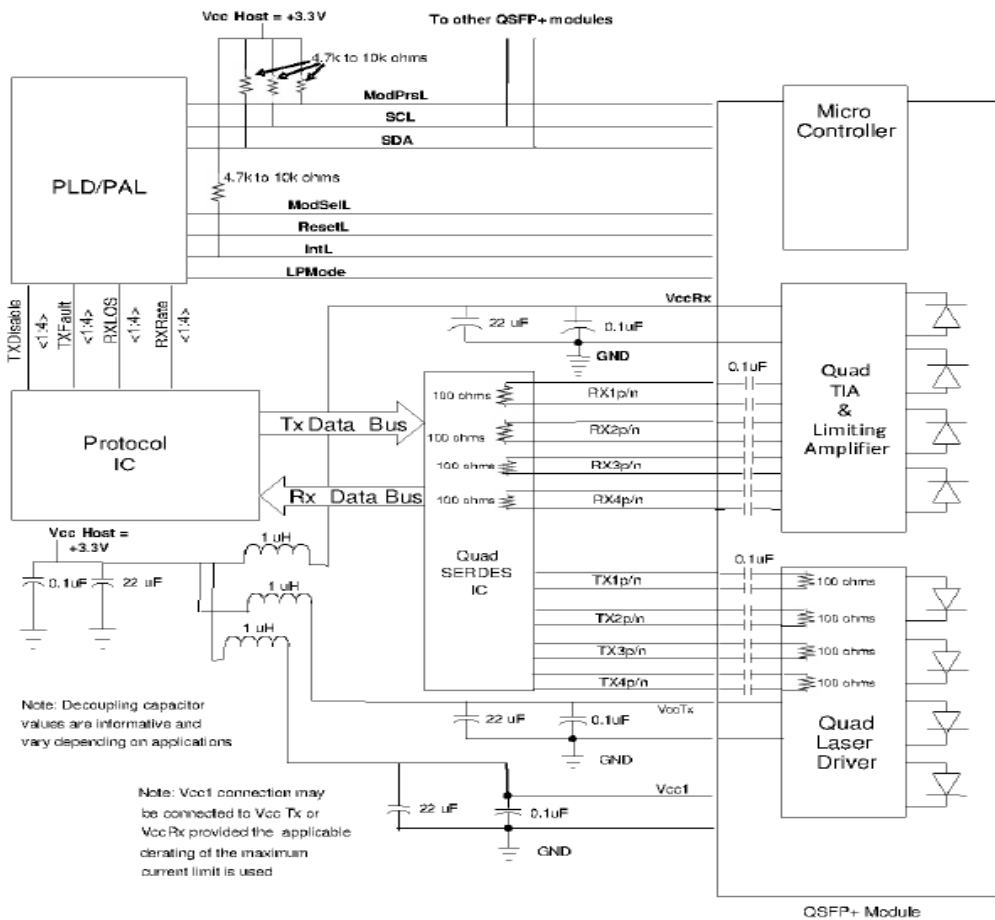 Vcc Host = +3.3V
To other QSFP+ modules
4.7k to 10k ohms
ModPrsL
SCL
SDA
4.7k to 10k ohms
ModSelL
ResetL
IntL
LPMode
PLD/PAL
Micro
Controller
TXDisable
<1:4>
TXFault
<1:4>
RXLOS
<1:4>
RXRate
<1:4>
VccRx
22 uF
0.1uF
GND
0.1uF
Quad
TIA
&
Limiting
Amplifier
100 ohms
RX1p/n
100 ohms
RX2p/n
100 ohms
RX3p/n
100 ohms
RX4p/n
Protocol
IC
Tx Data Bus
Rx Data Bus
Quad
SERDES
IC
Vcc Host =
+3.3V
0.1uF
22 uF
1 uH
1 uH
1 uH
0.1uF
TX1p/n
100 ohms
TX2p/n
100 ohms
TX3p/n
100 ohms
TX4p/n
100 ohms
VccTx
22 uF
0.1uF
GND
Quad
Laser
Driver
Note: Decoupling capacitor
values are informative and
vary depending on applications
Vcc1
22 uF
0.1uF
GND
Note: Vcc1 connection may
be connected to Vcc Tx or
Vcc Rx provided the applicable
derating of the maximum
current limit is used
QSFP+ Module